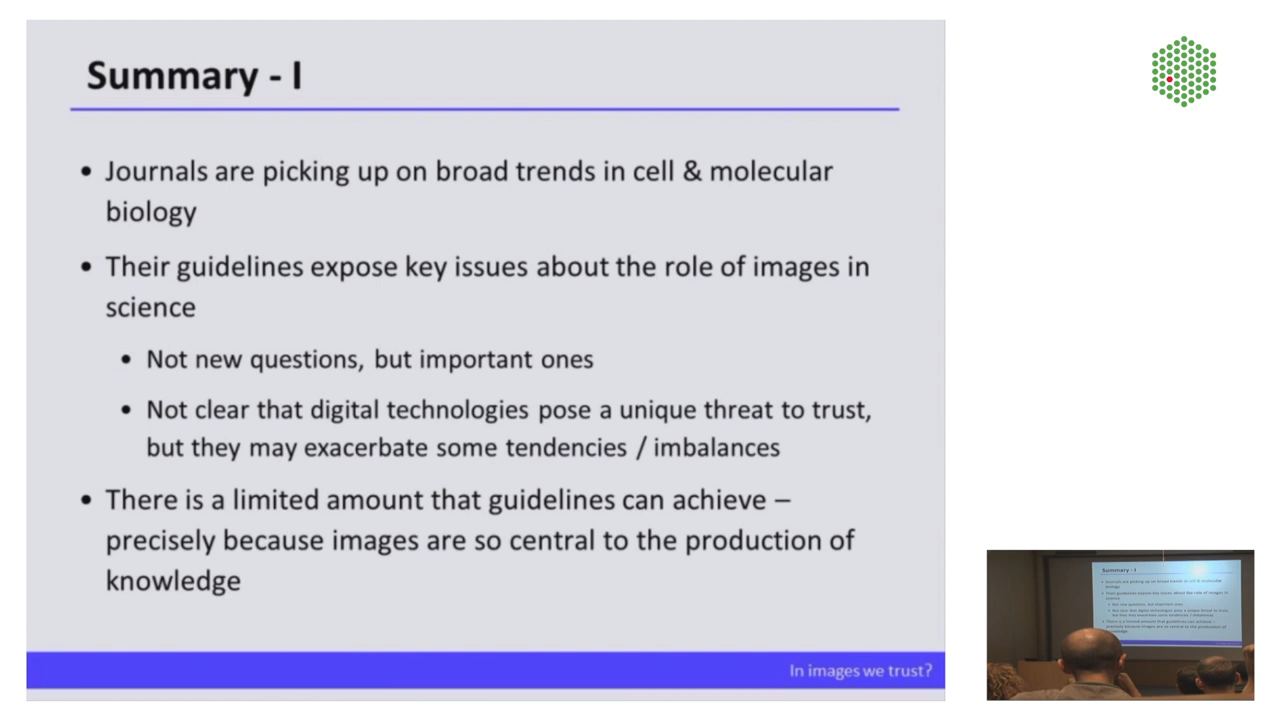 Summary - I
• Journals are picking up on broad trends in cell & molecular
biology
• Their guidelines expose key issues about the role of images in
science
• Not new questions, but important ones
• Not clear that digital technologies pose a unique threat to trust,
but they may exacerbate some tendencies / imbalances
• There is a limited amount that guidelines can achieve –
precisely because images are so central to the production of
knowledge
In images we trust?
Summary - I